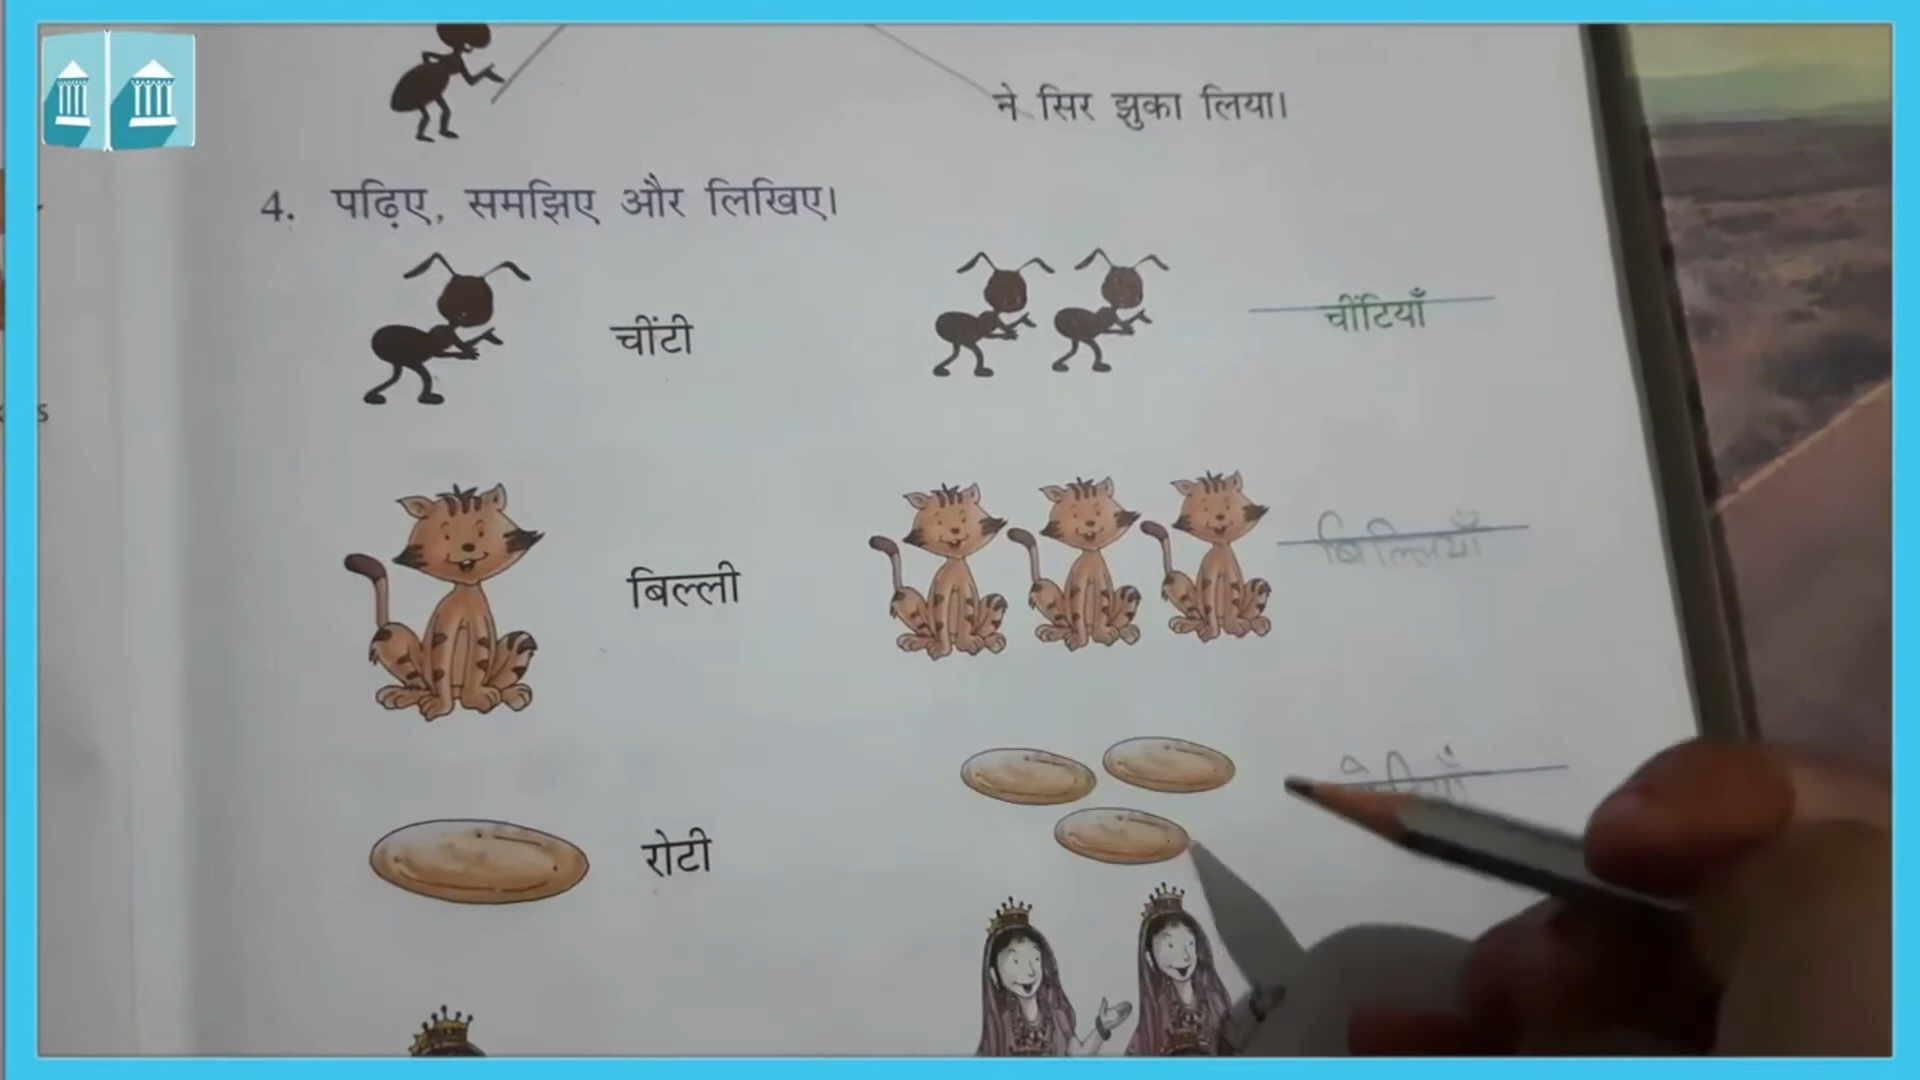 ने सिर झुका लिया।
4. पढ़िए, समझिए और लिखिए।
चींटी चींटियाँ
बिल्ली बिल्लियाँ
रोटी